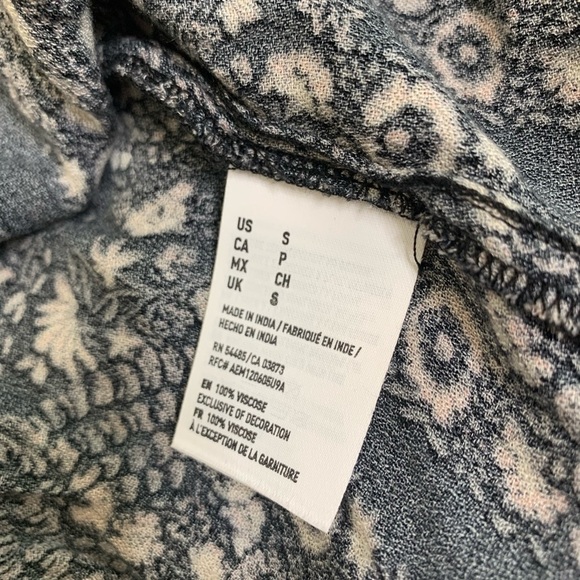 US S
CA P
MX CH
UK S
MADE IN INDIA / FABRIQUÉ EN INDE /
HECHO EN INDIA
RN 54485/CA 03873
RFC# AEM120605U9A
EN 100% VISCOSE
EXCLUSIVE OF DECORATION
FR 100% VISCOSE
À L'EXCEPTION DE LA GARNITURE